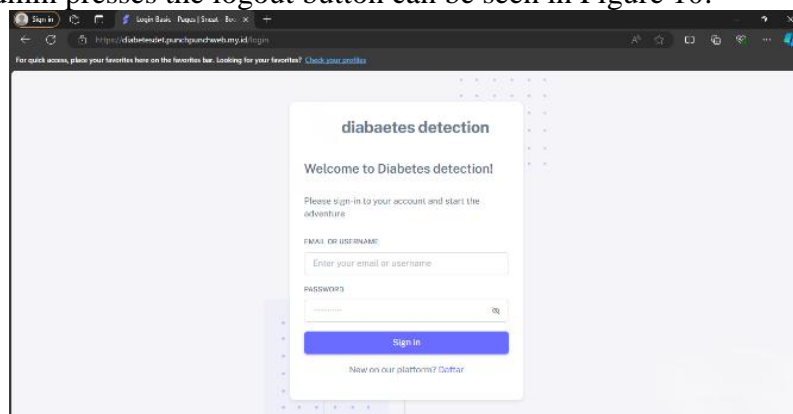 presses the logout button can be seen in Figure 10.
Sign in
Login Basic - Pages | Sneat - Boo
https://diabetesdet.punchpunchweb.my.id/login
For quick access, place your favorites here on the favorites bar. Looking for your favorites? Check your profiles
diabaetes detection
Welcome to Diabetes detection!
Please sign-in to your account and start the
adventure
EMAIL OR USERNAME
Enter your email or username
PASSWORD
Sign in
New on our platform? Daftar